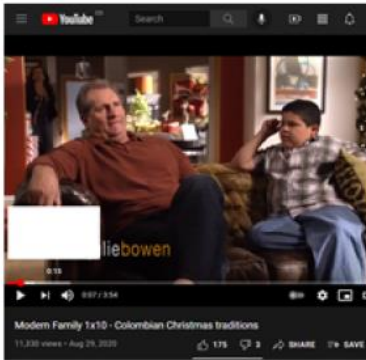 YouTube
Search
liebowen
0:13
0:07 / 3:54
Modern Family 1x10 - Colombian Christmas traditions
11,330 views • Aug 29, 2020
175
3
SHARE
SAVE